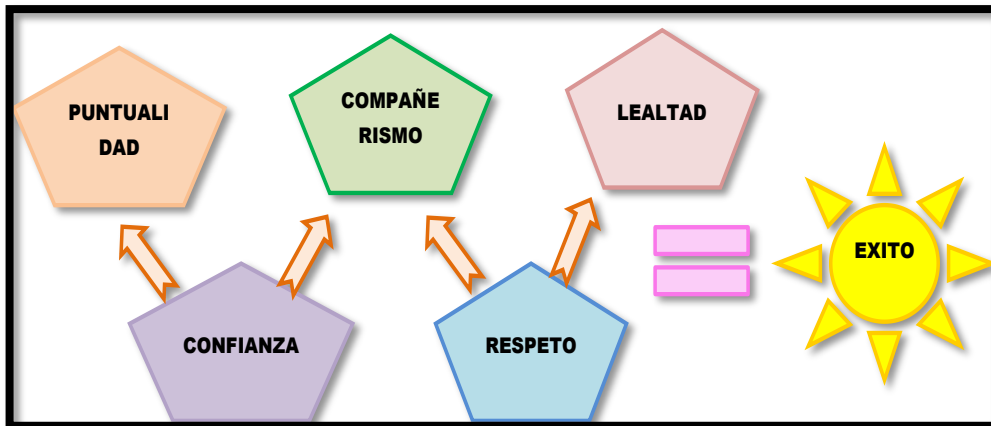 PUNTUALI
DAD
COMPAÑE
RISMO
LEALTAD
EXITO
CONFIANZA
RESPETO